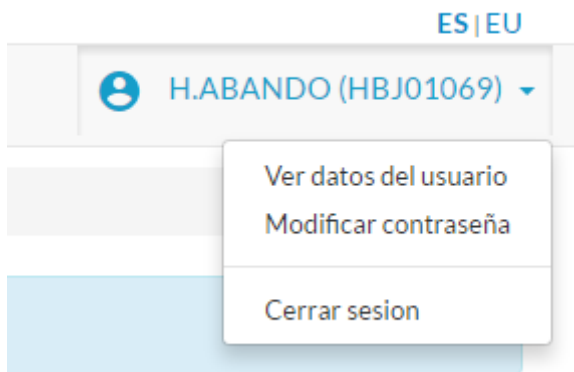 ES | EU
H.ABANDO (HBJ01069)
Ver datos del usuario
Modificar contraseña
Cerrar sesion